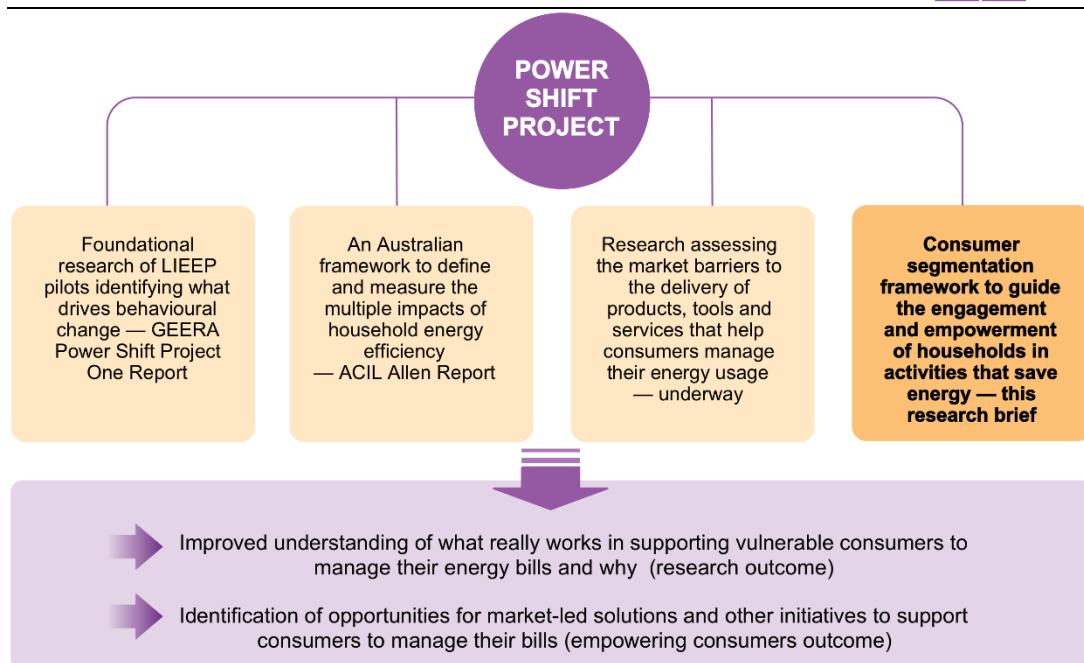 POWER
SHIFT
PROJECT
Foundational
research of LIEEP
pilots identifying what
drives behavioural
change — GEERA
Power Shift Project
One Report
An Australian
framework to define
and measure the
multiple impacts of
household energy
efficiency
— ACIL Allen Report
Research assessing
the market barriers to
the delivery of
products, tools and
services that help
consumers manage
their energy usage
— underway
Consumer
segmentation
framework to guide
the engagement
and empowerment
of households in
activities that save
energy — this
research brief
Improved understanding of what really works in supporting vulnerable consumers to
manage their energy bills and why (research outcome)
Identification of opportunities for market-led solutions and other initiatives to support
consumers to manage their bills (empowering consumers outcome)